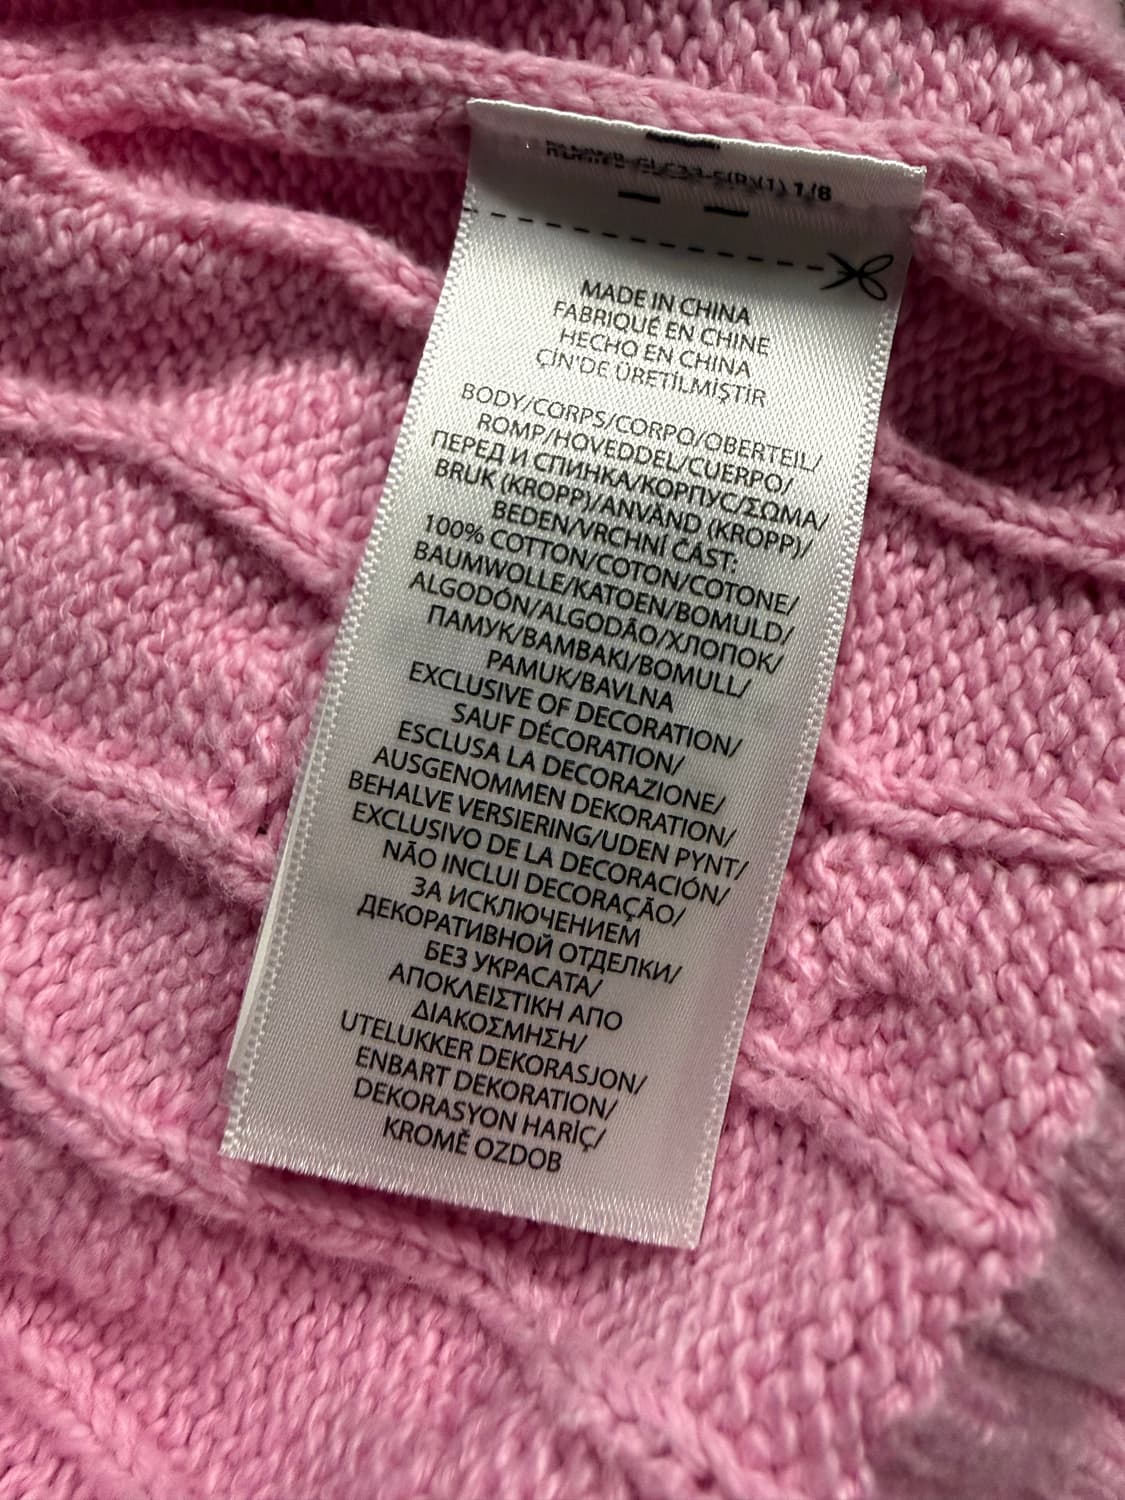 1/8
MADE IN CHINA
FABRIQUÉ EN CHINE
HECHO EN CHINA
ÇİN'DE ÜRETİLMİŞTİR
BODY/CORPS/CORPO/OBERTEIL/
ROMP/HOVEDDEL/CUERPO/
ПЕРЕД И СПИНКА/КОРПУС/ΣΩΜΑ/
BRUK (KROPP)/ANVÄND (KROPP)/
BEDEN/VRCHNÍ ČÁST:
100% COTTON/COTON/COTONE/
BAUMWOLLE/KATOEN/BOMULD/
ALGODÓN/ALGODÃO/ХЛОПОК/
ПАМУК/ΒΑΜΒΑΚΙ/BOMULL/
PAMUK/BAVLNA
EXCLUSIVE OF DECORATION/
SAUF DÉCORATION/
ESCLUSA LA DECORAZIONE/
AUSGENOMMEN DEKORATION/
BEHALVE VERSIERING/UDEN PYNT/
EXCLUSIVO DE LA DECORACIÓN/
NÃO INCLUI DECORAÇÃO/
ЗА ИСКЛЮЧЕНИЕМ
ДЕКОРАТИВНОЙ ОТДЕЛКИ/
БЕЗ УКРАСАТА/
ΑΠΟΚΛΕΙΣΤΙΚΗ ΑΠΟ
ΔΙΑΚΟΣΜΗΣΗ/
UTELUKKER DEKORASJON/
ENBART DEKORATION/
DEKORASYON HARİÇ/
KROMĚ OZDOB